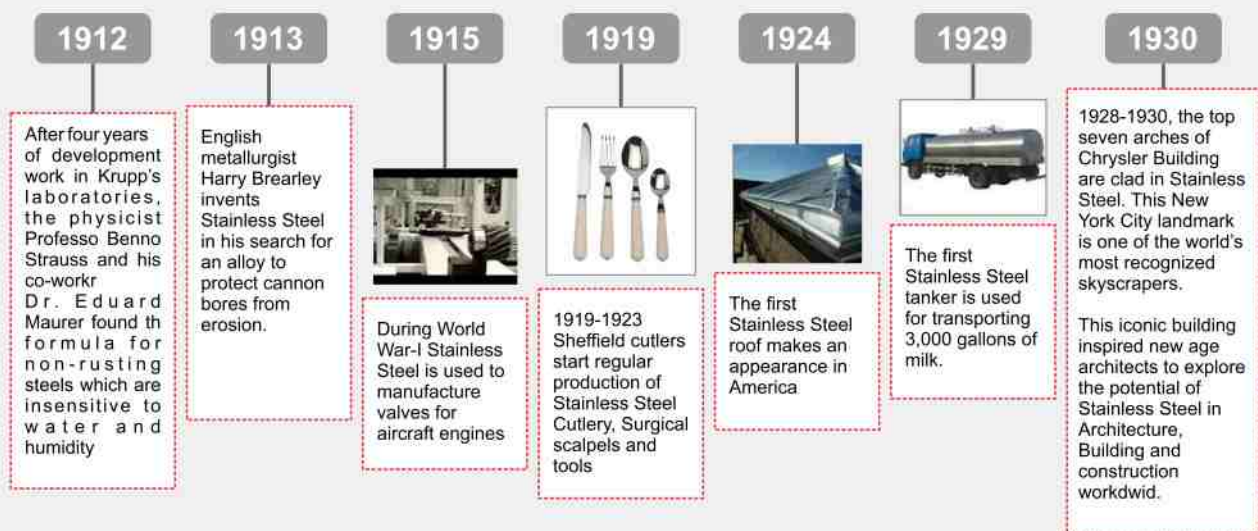 1912
After four years
of development
work in Krupp's
laboratories,
the physicist
Professo Benno
Strauss and his
co-workr
Dr. Eduard
Maurer found th
formula for
non-rusting
steels which are
insensitive to
water and
humidity
1913
English
metallurgist
Harry Brearley
invents
Stainless Steel
in his search for
an alloy to
protect cannon
bores from
erosion.
1915
During World
War-I Stainless
Steel is used to
manufacture
valves for
aircraft engines
1919
1919-1923
Sheffield cutlers
start regular
production of
Stainless Steel
Cutlery, Surgical
scalpels and
tools
1924
The first
Stainless Steel
roof makes an
appearance in
America
1929
The first
Stainless Steel
tanker is used
for transporting
3,000 gallons of
milk.
1930
1928-1930, the top
seven arches of
Chrysler Building
are clad in Stainless
Steel. This New
York City landmark
is one of the world's
most recognized
skyscrapers.
This iconic building
inspired new age
architects to explore
the potential of
Stainless Steel in
Architecture,
Building and
construction
workdwid.